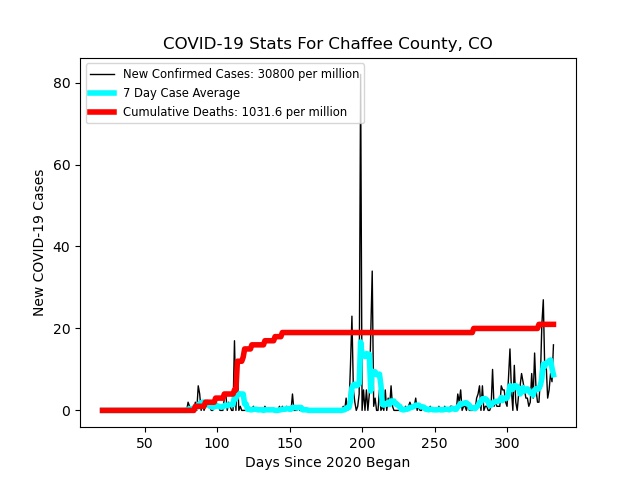 COVID-19 Stats For Chaffee County, CO
New Confirmed Cases: 30800 per million
7 Day Case Average
Cumulative Deaths: 1031.6 per million
New COVID-19 Cases
80
60
40
20
0
50 100 150 200 250 300
Days Since 2020 Began